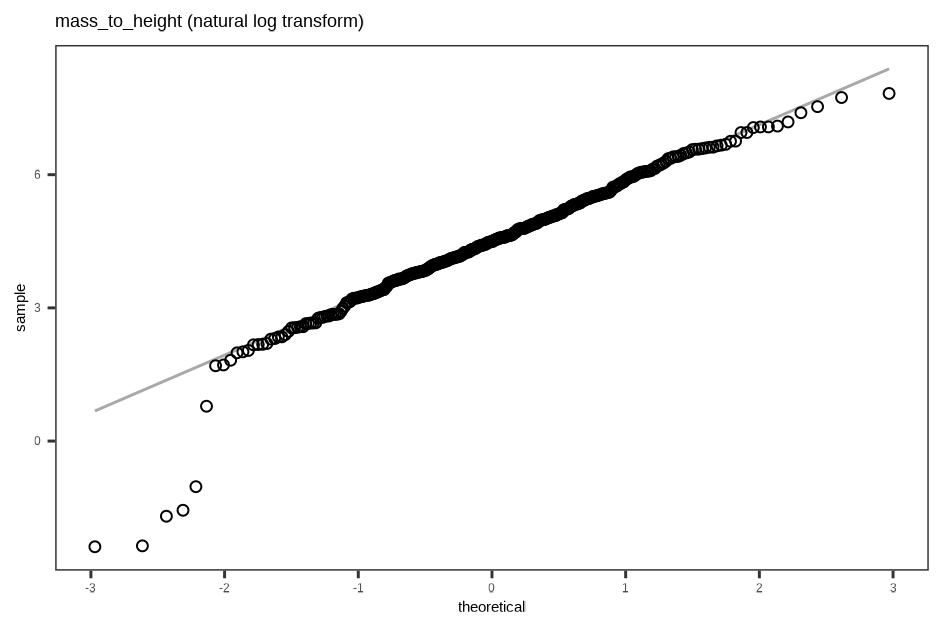 mass_to_height (natural log transform)
6
3
0
sample
-3 -2 -1 0 1 2 3
theoretical